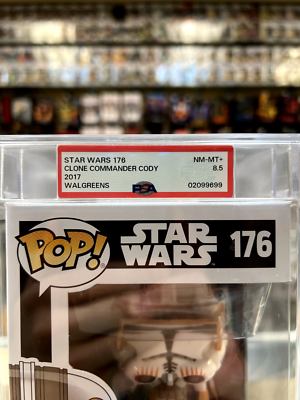 STAR WARS 176
NM-MT+
CLONE COMMANDER CODY
8.5
2017
WALGREENS
PSA
02099699
POP!
STAR
WARS
176